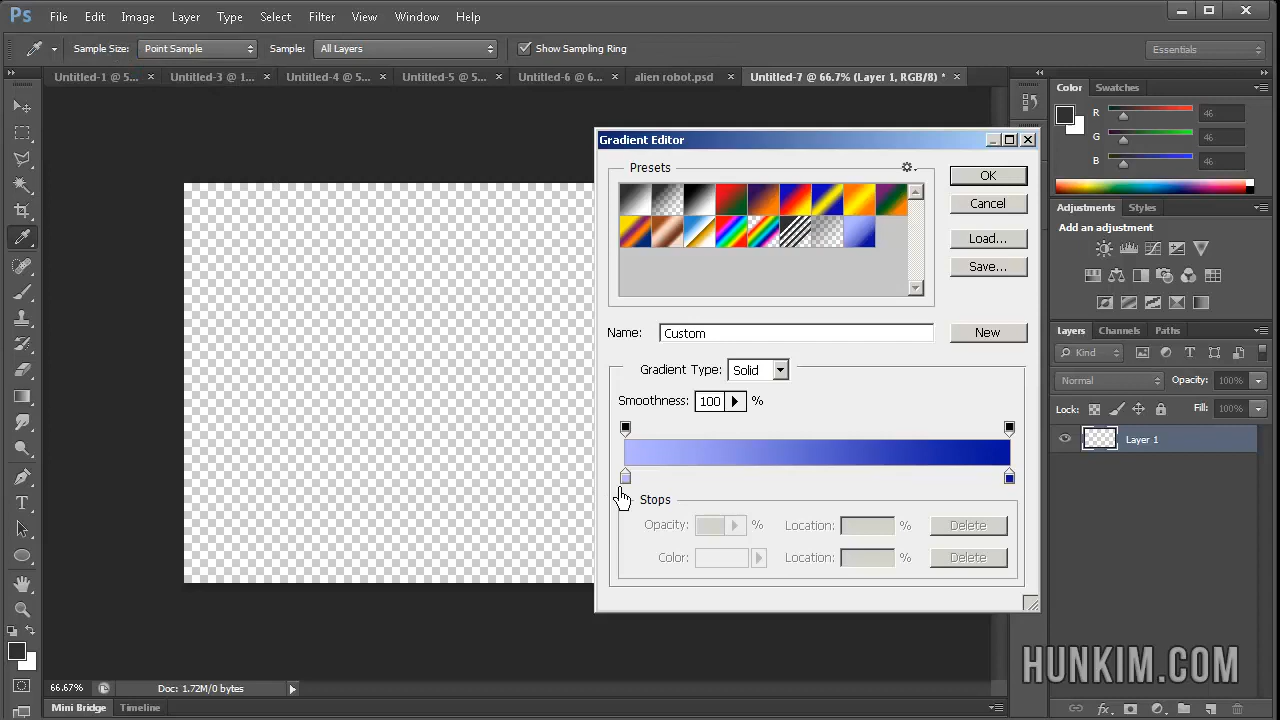 Ps File Edit Image Layer Type Select Filter View Window Help
Sample Size: Point Sample Sample: All Layers Show Sampling Ring Essentials
Untitled-1 @ 5... × Untitled-3 @ 1... × Untitled-4 @ 5... × Untitled-5 @ 5... × Untitled-6 @ 6... × alien robot.psd × Untitled-7 @ 66.7% (Layer 1, RGB/8) * ×
Color Swatches
R 46
G 46
B 46
Adjustments Styles
Add an adjustment
Layers Channels Paths
Kind
Normal Opacity: 100%
Lock: Fill: 100%
Layer 1
Gradient Editor
Presets
OK
Cancel
Load...
Save...
Name: Custom New
Gradient Type: Solid
Smoothness: 100 %
Stops
Opacity: % Location: % Delete
Color: Location: % Delete
HUNKIM.COM
66.67% Doc: 1.72M/0 bytes
Mini Bridge Timeline